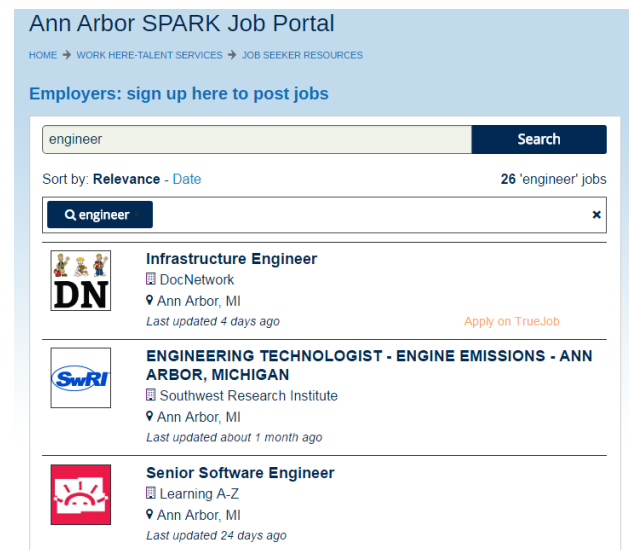 Ann Arbor SPARK Job Portal
HOME → WORK HERE-TALENT SERVICES → JOB SEEKER RESOURCES
Employers: sign up here to post jobs
engineer
Search
Sort by: Relevance - Date
26 'engineer' jobs
engineer
×
DN
Infrastructure Engineer
DocNetwork
Ann Arbor, MI
Last updated 4 days ago
Apply on TrueJob
SwRI
ENGINEERING TECHNOLOGIST - ENGINE EMISSIONS - ANN
ARBOR, MICHIGAN
Southwest Research Institute
Ann Arbor, MI
Last updated about 1 month ago
Senior Software Engineer
Learning A-Z
Ann Arbor, MI
Last updated 24 days ago